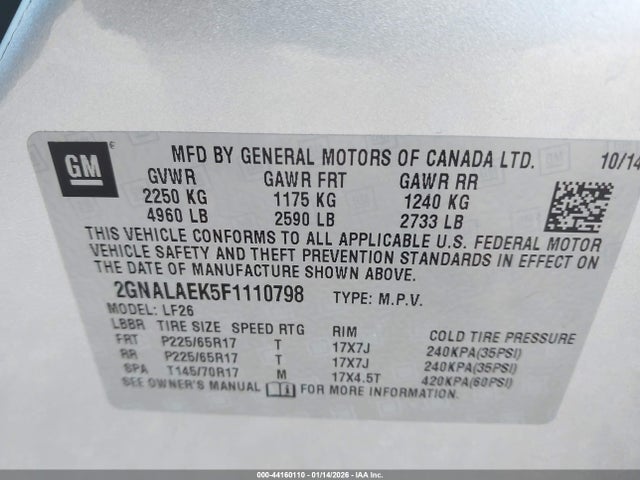 GM
MFD BY GENERAL MOTORS OF CANADA LTD. 10/14
GVWR GAWR FRT GAWR RR
2250 KG 1175 KG 1240 KG
4960 LB 2590 LB 2733 LB
THIS VEHICLE CONFORMS TO ALL APPLICABLE U.S. FEDERAL MOTOR
VEHICLE SAFETY AND THEFT PREVENTION STANDARDS IN EFFECT ON
THE DATE OF MANUFACTURE SHOWN ABOVE.
2GNALAEK5F1110798 TYPE: M.P.V.
MODEL: LF26
LBBR TIRE SIZE SPEED RTG RIM COLD TIRE PRESSURE
FRT P225/65R17 T 17X7J 240KPA(35PSI)
RR P225/65R17 T 17X7J 240KPA(35PSI)
SPA T145/70R17 M 17X4.5T 420KPA(60PSI)
SEE OWNER'S MANUAL FOR MORE INFORMATION.
000-44160110 - 01/14/2026 - IAA Inc.